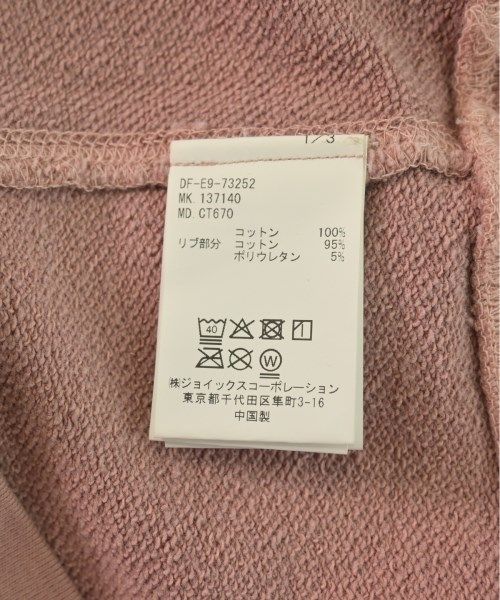 1/3
DF-E9-73252
MK. 137140
MD. CT670
コットン 100%
リブ部分 コットン 95%
ポリウレタン 5%
40
W
㈱ジョイックスコーポレーション
東京都千代田区隼町3-16
中国製